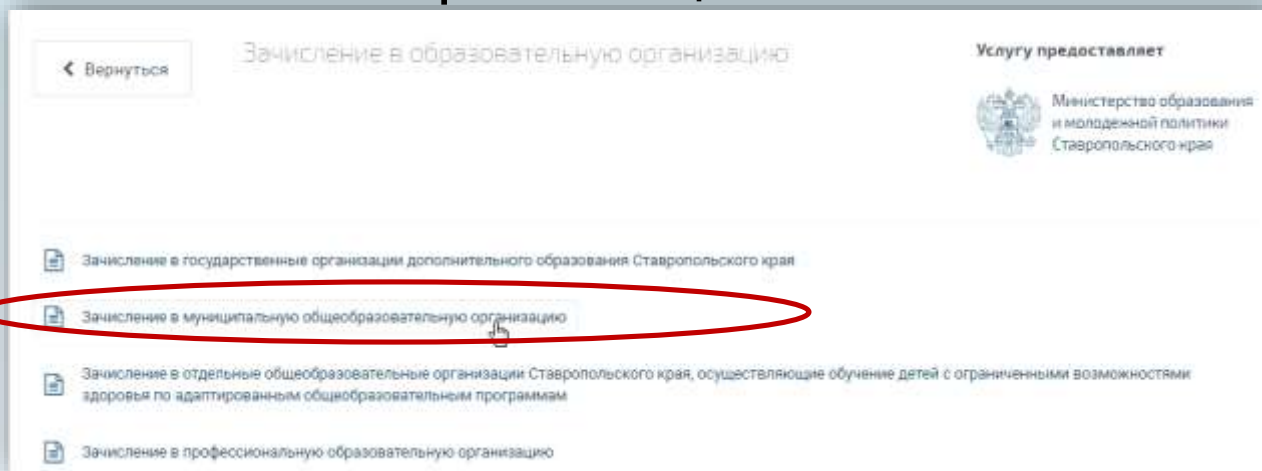 Вернуться
Зачисление в образовательную организацию
Услугу предоставляет
Министерство образования
и молодежной политики
Ставропольского края
Зачисление в государственные организации дополнительного образования Ставропольского края
Зачисление в муниципальную общеобразовательную организацию
Зачисление в отдельные общеобразовательные организации Ставропольского края, осуществляющие обучение детей с ограниченными возможностями
здоровья по адаптированным общеобразовательным программам
Зачисление в профессиональную образовательную организацию